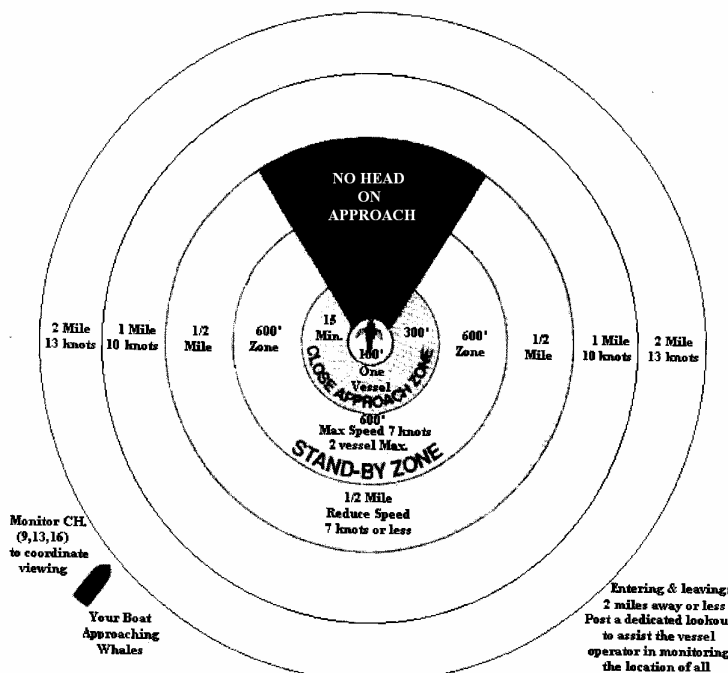 NO HEAD
ON
APPROACH
2 Mile
13 knots
1 Mile
10 knots
1/2
Mile
600'
Zone
15
Min.
300'
100'
One
Vessel
CLOSE APPROACH ZONE
600'
Zone
1/2
Mile
1 Mile
10 knots
2 Mile
13 knots
600'
Max Speed 7 knots
2 vessel Max.
STAND-BY ZONE
1/2 Mile
Reduce Speed
7 knots or less
Monitor CH.
(9,13,16)
to coordinate
viewing
Your Boat
Approaching
Whales
Entering & leaving:
2 miles away or less
Post a dedicated lookou
to assist the vessel
operator in monitoring
the location of all